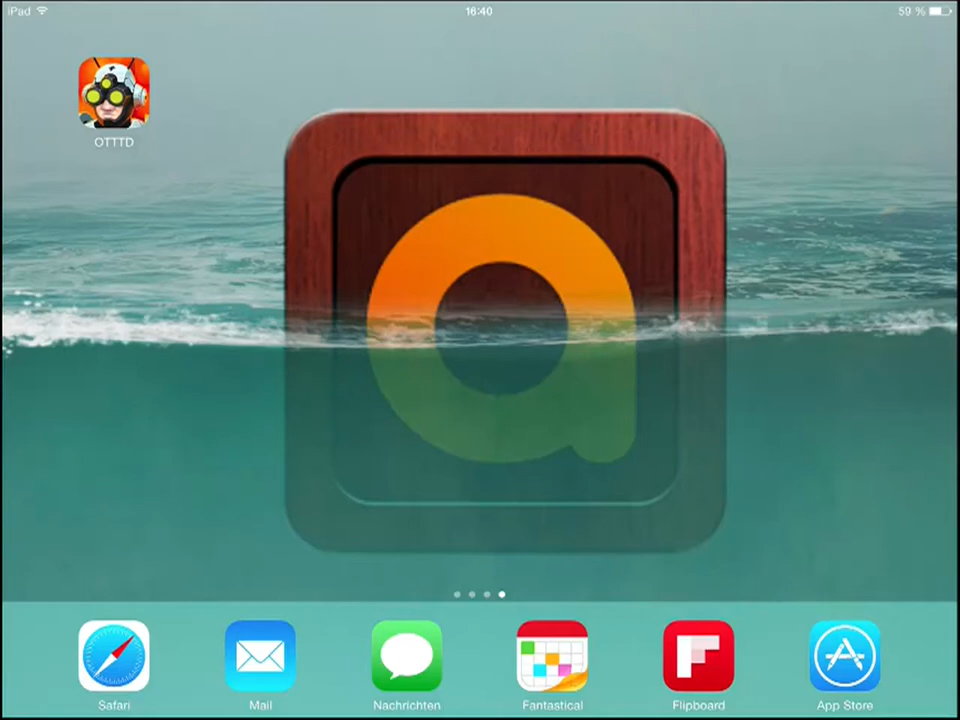 iPad 16:40 59 %
OTTTD
a
Safari Mail Nachrichten Fantastical Flipboard App Store